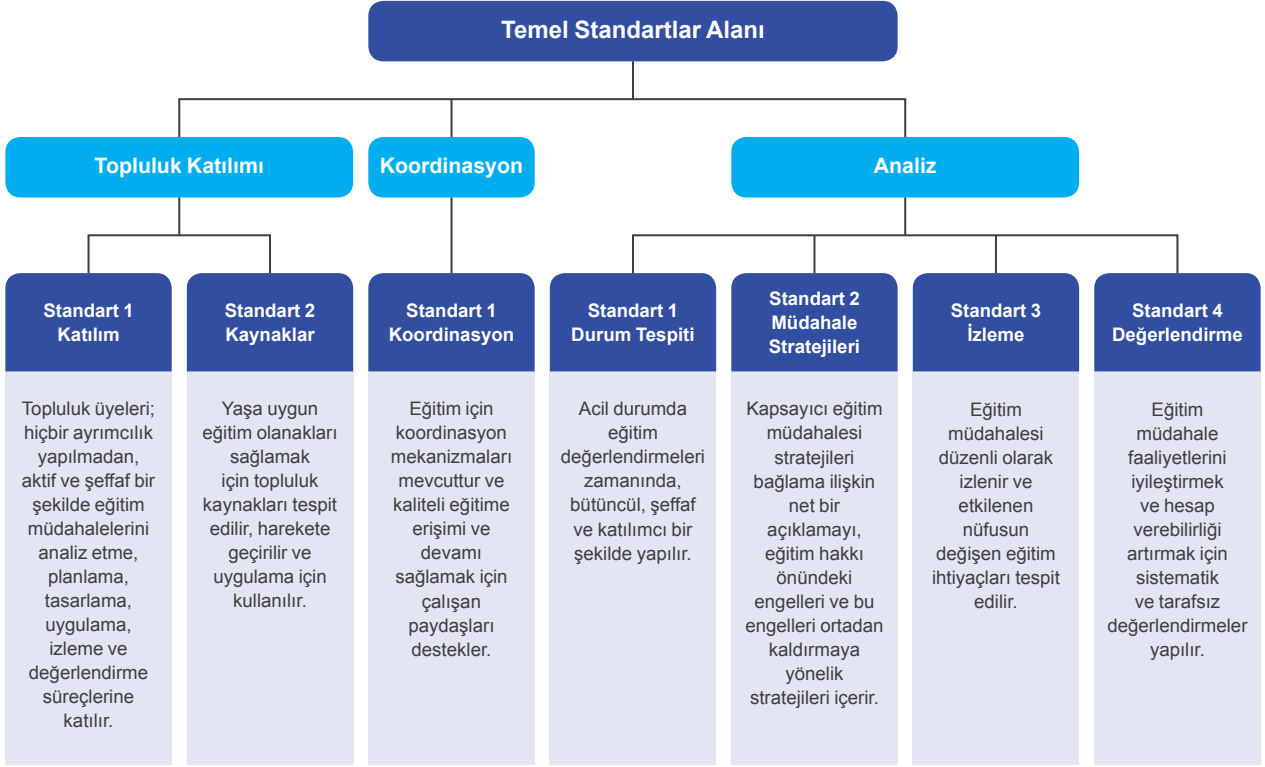 Temel Standartlar Alanı
Topluluk Katılımı
Koordinasyon
Analiz
Standart 1
Katılım
Topluluk üyeleri;
hiçbir ayrımcılık
yapılmadan,
aktif ve şeffaf bir
şekilde eğitim
müdahalelerini
analiz etme,
planlama,
tasarlama,
uygulama,
izleme ve
değerlendirme
süreçlerine
katılır.
Standart 2
Kaynaklar
Yaşa uygun
eğitim olanakları
sağlamak
için topluluk
kaynakları tespit
edilir, harekete
geçirilir ve
uygulama için
kullanılır.
Standart 1
Koordinasyon
Eğitim için
koordinasyon
mekanizmaları
mevcuttur ve
kaliteli eğitime
erişimi ve
devamı
sağlamak için
çalışan
paydaşları
destekler.
Standart 1
Durum Tespiti
Acil durumda
eğitim
değerlendirmeleri
zamanında,
bütüncül, şeffaf
ve katılımcı bir
şekilde yapılır.
Standart 2
Müdahale
Stratejileri
Kapsayıcı eğitim
müdahalesi
stratejileri
bağlama ilişkin
net bir
açıklamayı,
eğitim hakkı
önündeki
engelleri ve bu
engelleri ortadan
kaldırmaya
yönelik
stratejileri içerir.
Standart 3
İzleme
Eğitim
müdahalesi
düzenli olarak
izlenir ve
etkilenen
nüfusun
değişen eğitim
ihtiyaçları tespit
edilir.
Standart 4
Değerlendirme
Eğitim
müdahale
faaliyetlerini
iyileştirmek
ve hesap
verebilirliği
artırmak için
sistematik
ve tarafsız
değerlendirmeler
yapılır.